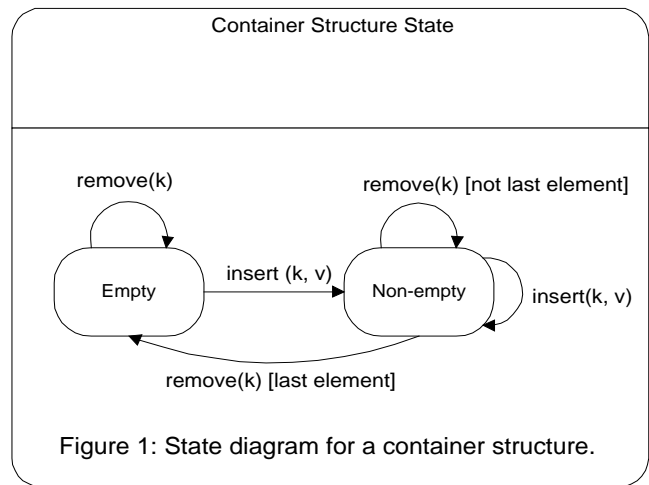 Container Structure State
remove(k)
remove(k) [not last element]
insert (k, v)
Empty
Non-empty
insert(k, v)
remove(k) [last element]
Figure 1: State diagram for a container structure.